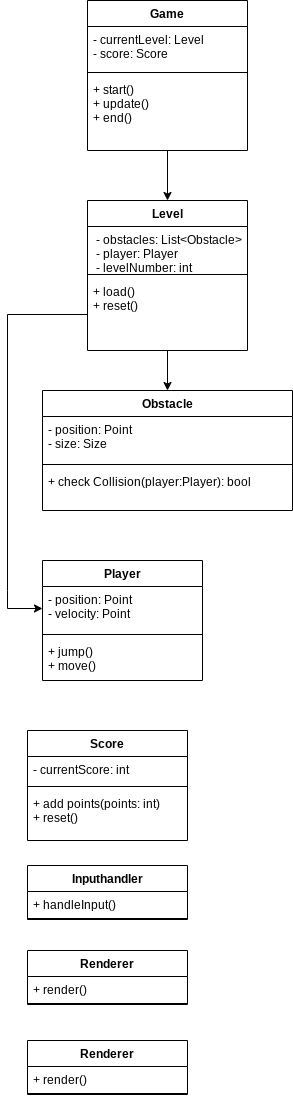 Game
- currentLevel: Level
- score: Score
+ start()
+ update()
+ end()
Level
- obstacles: List<Obstacle>
- player: Player
- levelNumber: int
+ load()
+ reset()
Obstacle
- position: Point
- size: Size
+ check Collision(player:Player): bool
Player
- position: Point
- velocity: Point
+ jump()
+ move()
Score
- currentScore: int
+ add points(points: int)
+ reset()
Inputhandler
+ handleInput()
Renderer
+ render()
Renderer
+ render()